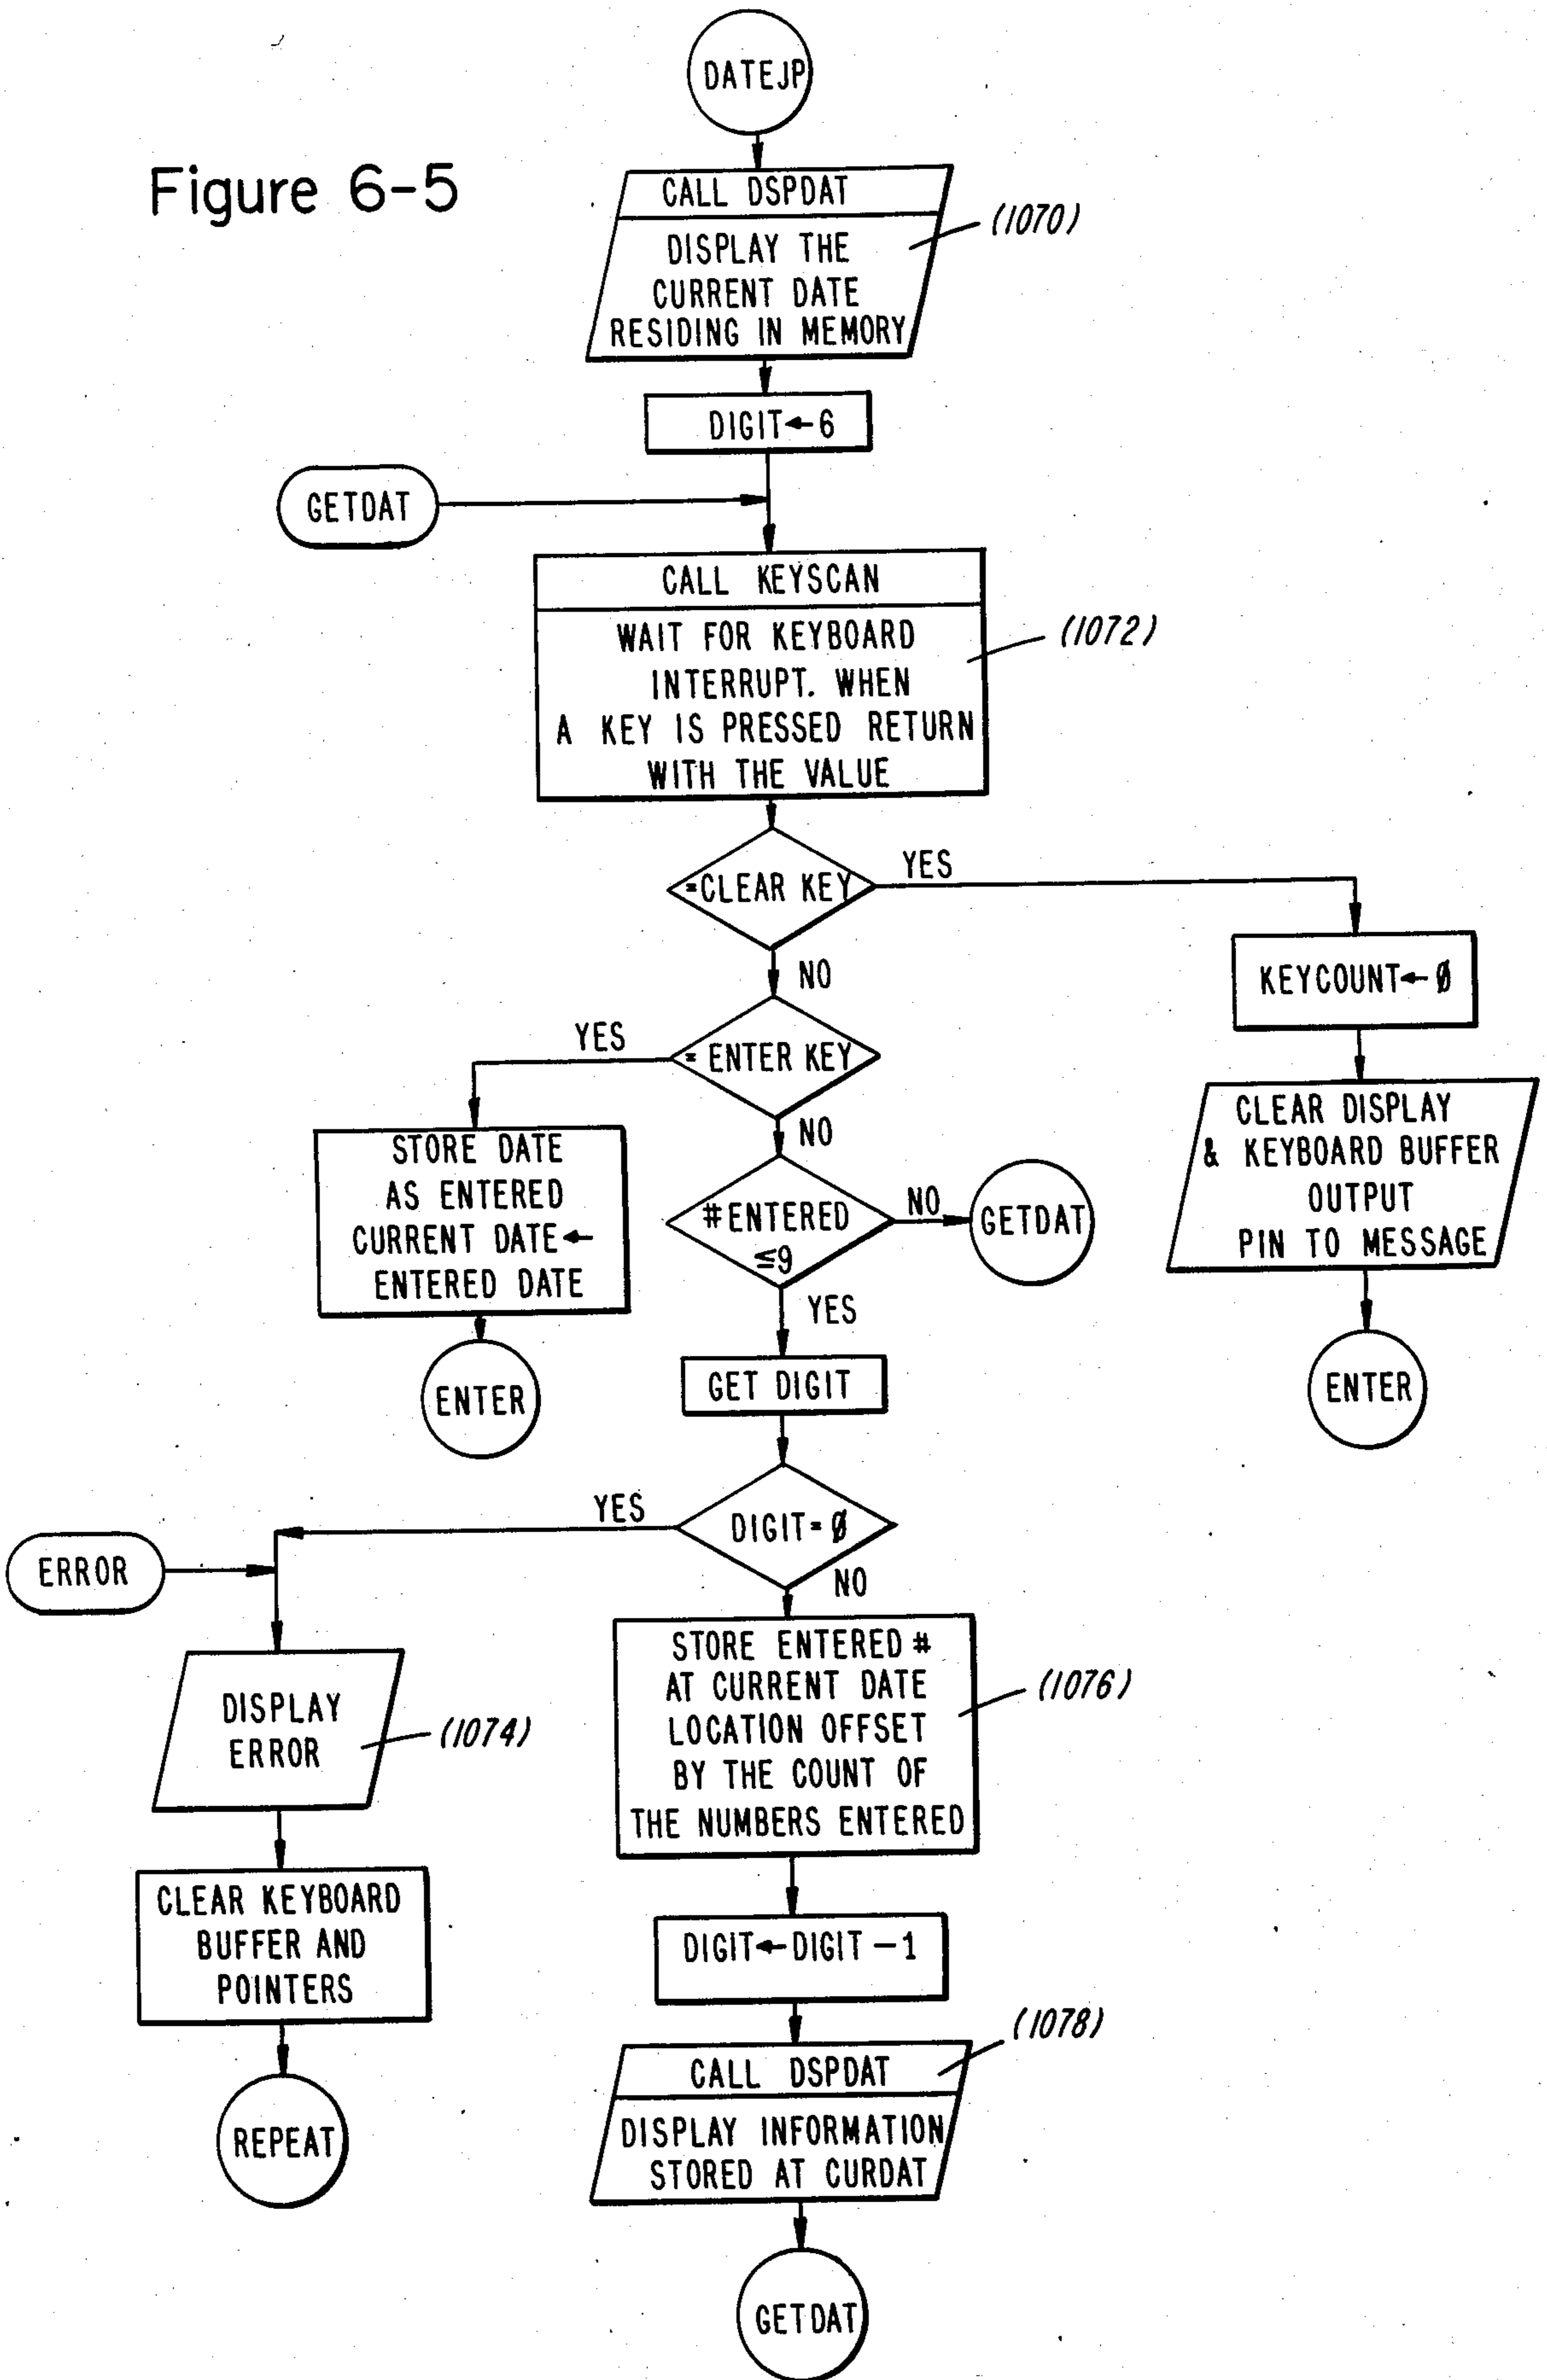 DATEJP
Figure 6-5
CALL DSPDAT
(1070)
DISPLAY THE
CURRENT DATE
RESIDING IN MEMORY
DIGIT←6
GETDAT
CALL KEYSCAN
(1072)
WAIT FOR KEYBOARD
INTERRUPT. WHEN
A KEY IS PRESSED RETURN
WITH THE VALUE
=CLEAR KEY
YES
NO
KEYCOUNT←Ø
CLEAR DISPLAY
& KEYBOARD BUFFER
OUTPUT
PIN TO MESSAGE
ENTER
= ENTER KEY
YES
NO
STORE DATE
AS ENTERED
CURRENT DATE←
ENTERED DATE
ENTER
#ENTERED
≤9
NO
GETDAT
YES
GET DIGIT
DIGIT=Ø
YES
NO
ERROR
DISPLAY
ERROR
(1074)
CLEAR KEYBOARD
BUFFER AND
POINTERS
REPEAT
STORE ENTERED #
AT CURRENT DATE
LOCATION OFFSET
BY THE COUNT OF
THE NUMBERS ENTERED
(1076)
DIGIT←DIGIT -1
(1078)
CALL DSPDAT
DISPLAY INFORMATION
STORED AT CURDAT
GETDAT